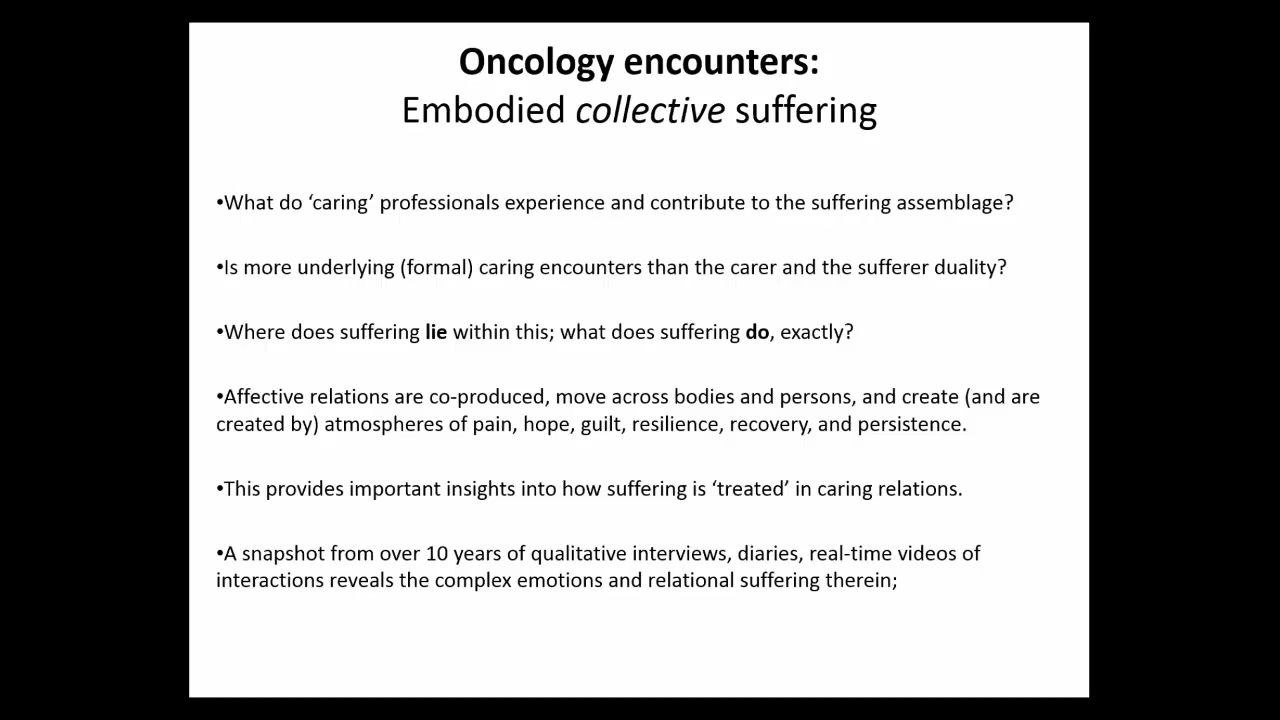 Oncology encounters:
Embodied collective suffering
•What do ‘caring’ professionals experience and contribute to the suffering assemblage?
•Is more underlying (formal) caring encounters than the carer and the sufferer duality?
•Where does suffering lie within this; what does suffering do, exactly?
•Affective relations are co-produced, move across bodies and persons, and create (and are
created by) atmospheres of pain, hope, guilt, resilience, recovery, and persistence.
•This provides important insights into how suffering is ‘treated’ in caring relations.
•A snapshot from over 10 years of qualitative interviews, diaries, real-time videos of
interactions reveals the complex emotions and relational suffering therein;